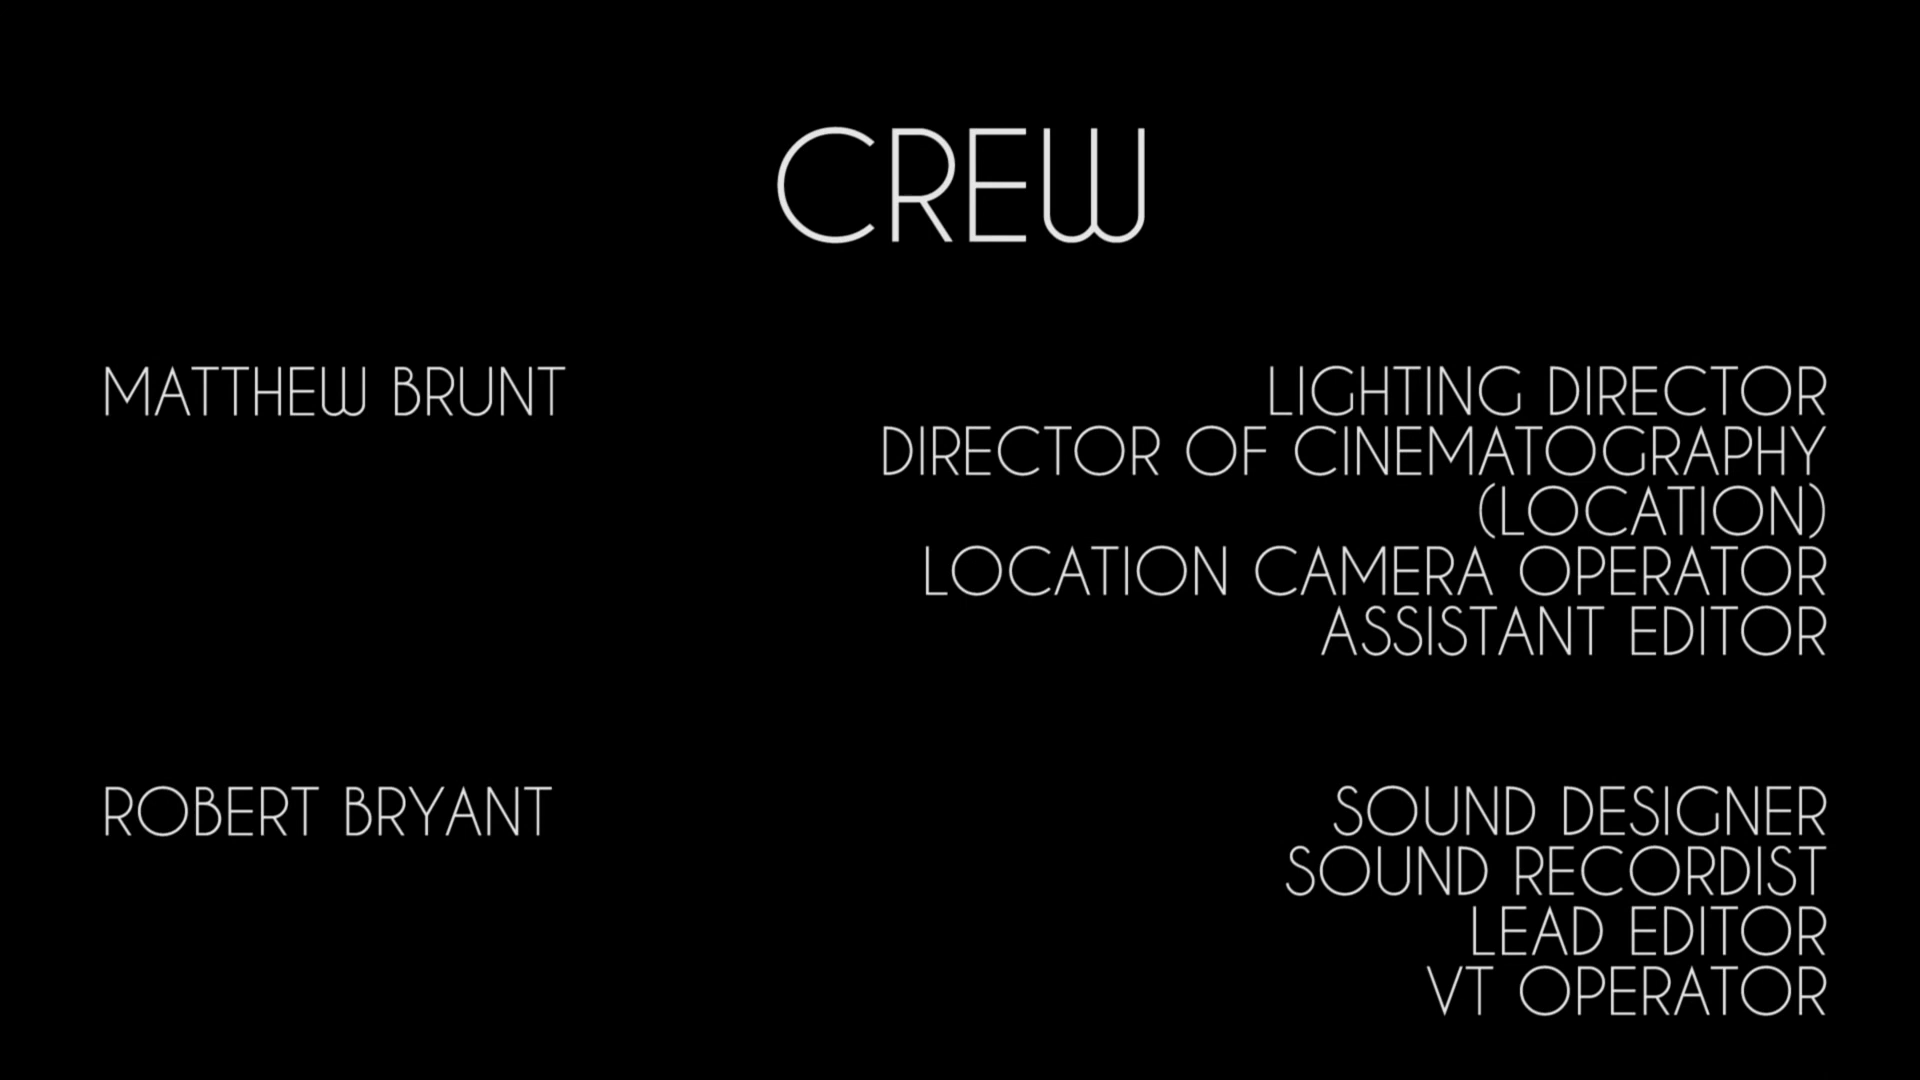 CREW
MATTHEW BRUNT LIGHTING DIRECTOR
DIRECTOR OF CINEMATOGRAPHY
(LOCATION)
LOCATION CAMERA OPERATOR
ASSISTANT EDITOR
ROBERT BRYANT SOUND DESIGNER
SOUND RECORDIST
LEAD EDITOR
VT OPERATOR